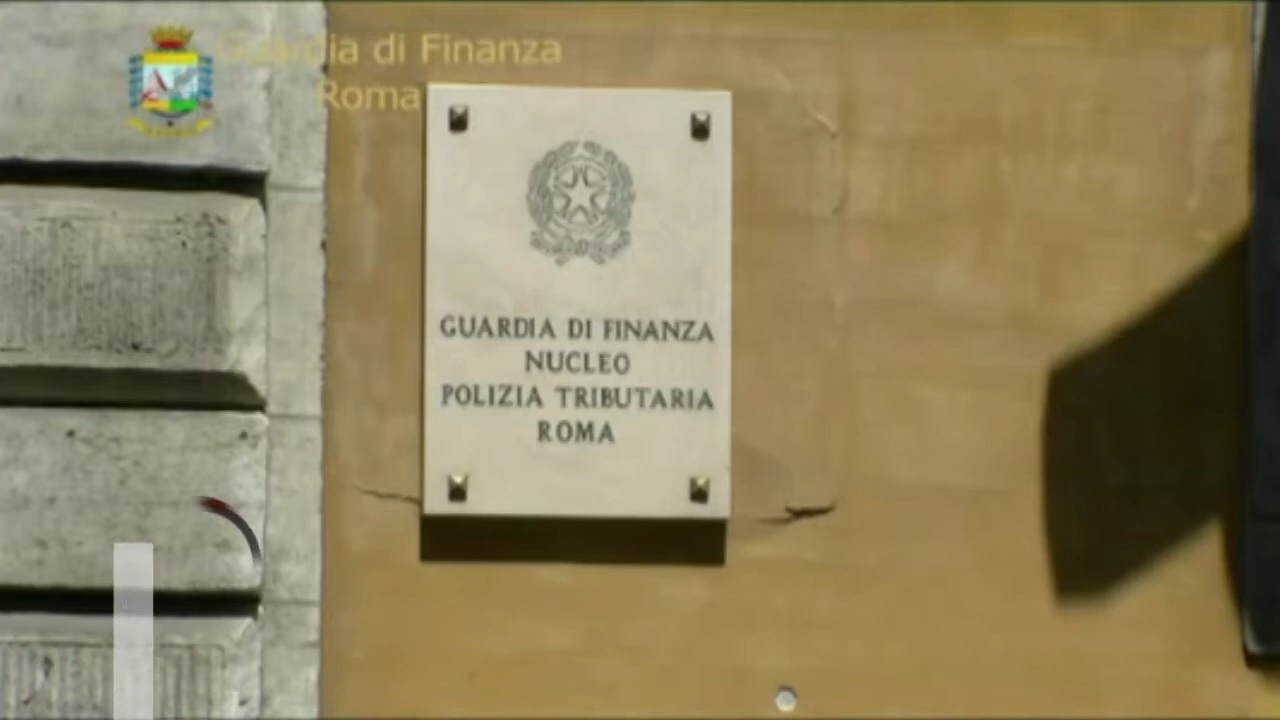 Guardia di Finanza
Roma
GUARDIA DI FINANZA
NUCLEO
POLIZIA TRIBUTARIA
ROMA